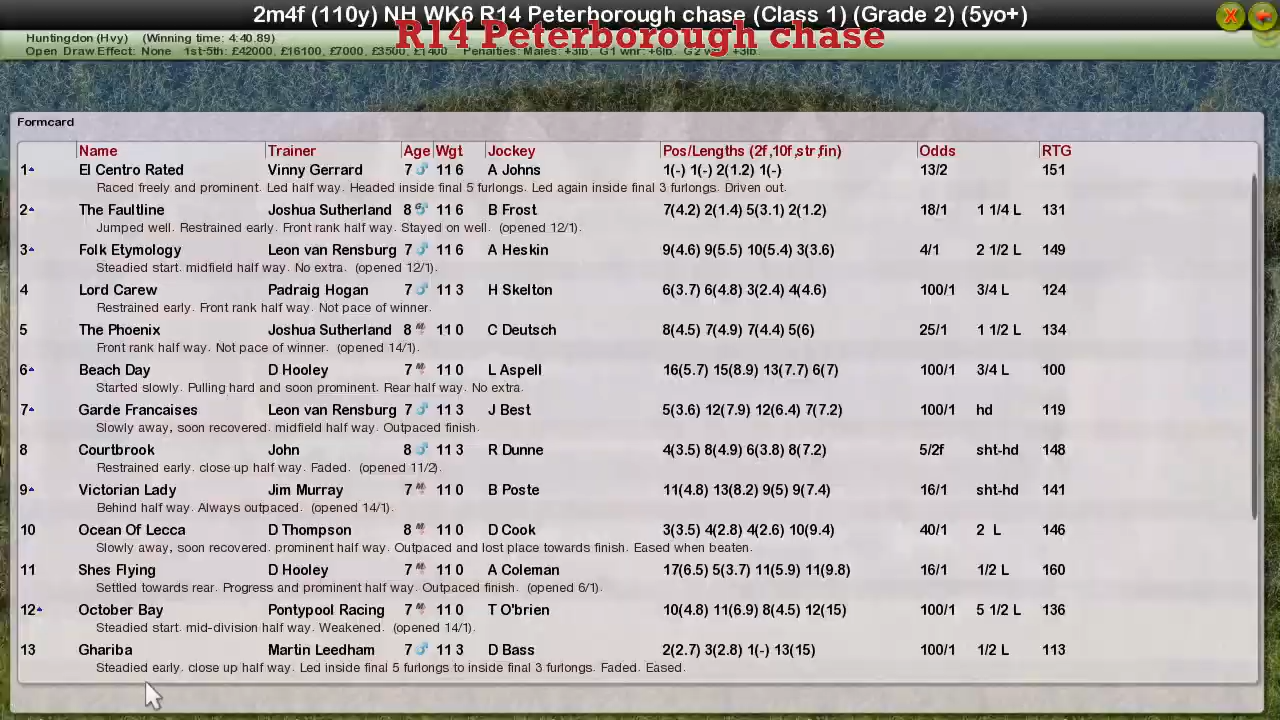 2m4f (110y) NH WK6 R14 Peterborough chase (Class 1) (Grade 2) (5yo+)
R14 Peterborough chase
Huntingdon (Hvy) (Winning time: 4:40.89)
Open Draw Effect: None 1st-5th: £42000, £16100, £7000, £3500, £1400 Penalties: Males: +3lb. G1 wnr: +6lb. G2 wnr: +3lb.
Formcard
Name Trainer Age Wgt Jockey Pos/Lengths (2f,10f,str,fin) Odds RTG
1 El Centro Rated Vinny Gerrard 7 11 6 A Johns 1(-) 1(-) 2(1.2) 1(-) 13/2 151
Raced freely and prominent. Led half way. Headed inside final 5 furlongs. Led again inside final 3 furlongs. Driven out.
2 The Faultline Joshua Sutherland 8 11 6 B Frost 7(4.2) 2(1.4) 5(3.1) 2(1.2) 18/1 1 1/4 L 131
Jumped well. Restrained early. Front rank half way. Stayed on well. (opened 12/1).
3 Folk Etymology Leon van Rensburg 7 11 6 A Heskin 9(4.6) 9(5.5) 10(5.4) 3(3.6) 4/1 2 1/2 L 149
Steadied start. midfield half way. No extra. (opened 12/1).
4 Lord Carew Padraig Hogan 7 11 3 H Skelton 6(3.7) 6(4.8) 3(2.4) 4(4.6) 100/1 3/4 L 124
Restrained early. Front rank half way. Not pace of winner.
5 The Phoenix Joshua Sutherland 8 11 0 C Deutsch 8(4.5) 7(4.9) 7(4.4) 5(6) 25/1 1 1/2 L 134
Front rank half way. Not pace of winner. (opened 14/1).
6 Beach Day D Hooley 7 11 0 L Aspell 16(5.7) 15(8.9) 13(7.7) 6(7) 100/1 3/4 L 100
Started slowly. Pulling hard and soon prominent. Rear half way. No extra.
7 Garde Francaises Leon van Rensburg 7 11 3 J Best 5(3.6) 12(7.9) 12(6.4) 7(7.2) 100/1 hd 119
Slowly away, soon recovered. midfield half way. Outpaced finish.
8 Courtbrook John 8 11 3 R Dunne 4(3.5) 8(4.9) 6(3.8) 8(7.2) 5/2f sht-hd 148
Restrained early. close up half way. Faded. (opened 11/2).
9 Victorian Lady Jim Murray 7 11 0 B Poste 11(4.8) 13(8.2) 9(5) 9(7.4) 16/1 sht-hd 141
Behind half way. Always outpaced. (opened 14/1).
10 Ocean Of Lecca D Thompson 8 11 0 D Cook 3(3.5) 4(2.8) 4(2.6) 10(9.4) 40/1 2 L 146
Slowly away, soon recovered. prominent half way. Outpaced and lost place towards finish. Eased when beaten.
11 Shes Flying D Hooley 7 11 0 A Coleman 17(6.5) 5(3.7) 11(5.9) 11(9.8) 16/1 1/2 L 160
Settled towards rear. Progress and prominent half way. Outpaced finish. (opened 6/1).
12 October Bay Pontypool Racing 7 11 0 T O'brien 10(4.8) 11(6.9) 8(4.5) 12(15) 100/1 5 1/2 L 136
Steadied start. mid-division half way. Weakened. (opened 14/1).
13 Ghariba Martin Leedham 7 11 3 D Bass 2(2.7) 3(2.8) 1(-) 13(15) 100/1 1/2 L 113
Steadied early. close up half way. Led inside final 5 furlongs to inside final 3 furlongs. Faded. Eased.